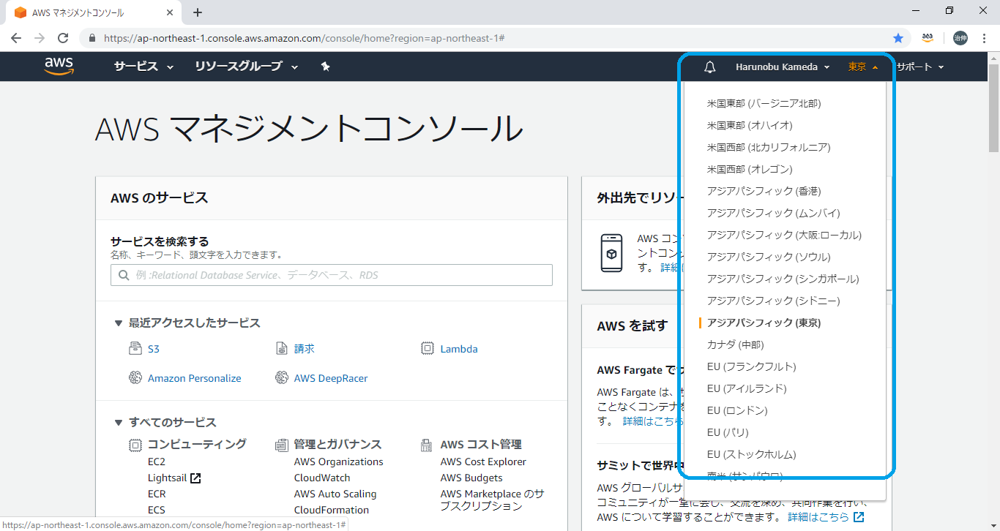 AWS マネジメントコンソール
https://ap-northeast-1.console.aws.amazon.com/console/home?region=ap-northeast-1#
治伸
aws
サービス
リソースグループ
Harunobu Kameda
東京
サポート
AWS マネジメントコンソール
AWS のサービス
サービスを検索する
名称、キーワード、頭文字を入力できます。
例 :Relational Database Service、データベース、RDS
最近アクセスしたサービス
S3
請求
Lambda
Amazon Personalize
AWS DeepRacer
すべてのサービス
コンピューティング
EC2
Lightsail
ECR
ECS
管理とガバナンス
AWS Organizations
CloudWatch
AWS Auto Scaling
CloudFormation
AWS コスト管理
AWS Cost Explorer
AWS Budgets
AWS Marketplace のサ
ブスクリプション
外出先でリソー
AWS コン
ントコン
す。 詳細は
AWS を試す
AWS Fargate で
AWS Fargate は、
ことなくコンテナを
す。 詳細はこちら
サミットで世界中
AWS グローバルサ
コミュニティが一堂に会し、交流を深め、共同作業を行い、
AWS について学習することができます。 詳細はこちら
米国東部 (バージニア北部)
米国東部 (オハイオ)
米国西部 (北カリフォルニア)
米国西部 (オレゴン)
アジアパシフィック (香港)
アジアパシフィック (ムンバイ)
アジアパシフィック (大阪:ローカル)
アジアパシフィック (ソウル)
アジアパシフィック (シンガポール)
アジアパシフィック (シドニー)
アジアパシフィック (東京)
カナダ (中部)
EU (フランクフルト)
EU (アイルランド)
EU (ロンドン)
EU (パリ)
EU (ストックホルム)
南米 (サンパウロ)
https://ap-northeast-1.console.aws.amazon.com/console/home?region=ap-northeast-1#